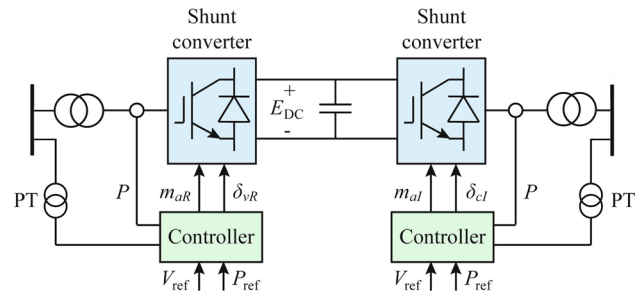 Shunt
converter
Shunt
converter
+
E_DC
-
PT
P
m_aR
δ_vR
m_aI
δ_cI
P
PT
Controller
Controller
V_ref
P_ref
V_ref
P_ref